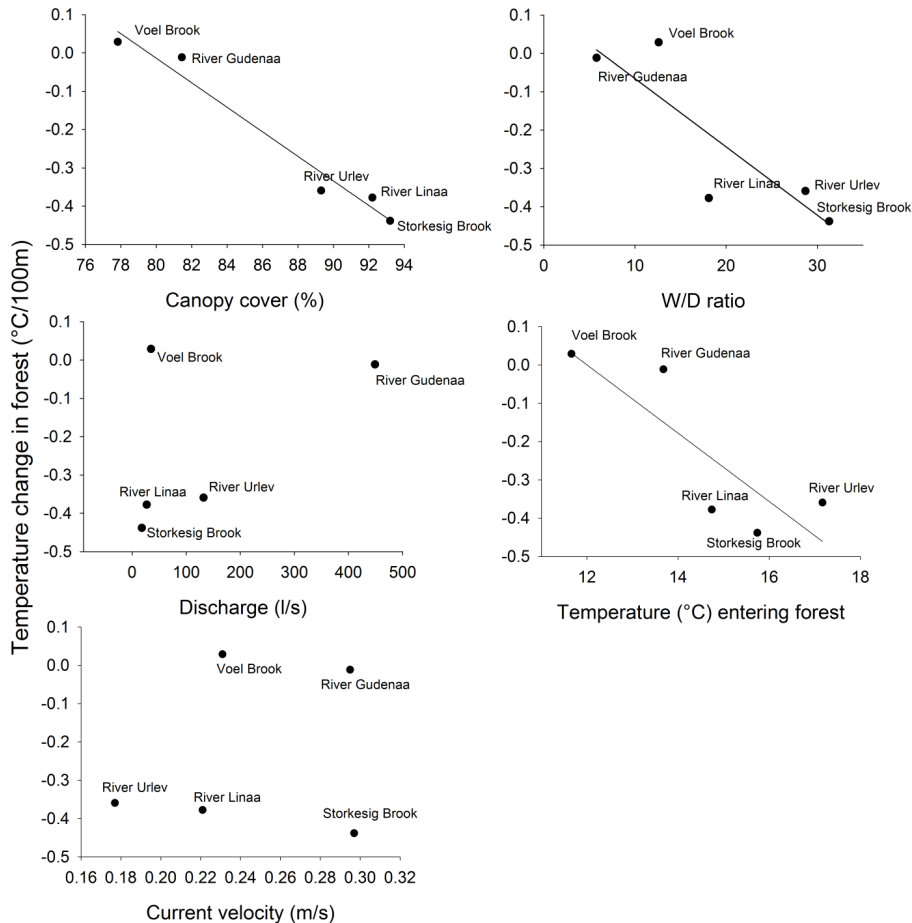 Temperature change in forest (°C/100m)
0.1
0.0
-0.1
-0.2
-0.3
-0.4
-0.5
Voel Brook
River Gudenaa
River Urlev
River Linaa
Storkesig Brook
76 78 80 82 84 86 88 90 92 94
Canopy cover (%)
0.1
0.0
-0.1
-0.2
-0.3
-0.4
-0.5
Voel Brook
River Gudenaa
River Linaa
River Urlev
Storkesig Brook
0 10 20 30
W/D ratio
0.1
0.0
-0.1
-0.2
-0.3
-0.4
-0.5
Voel Brook
River Gudenaa
River Linaa
River Urlev
Storkesig Brook
0 100 200 300 400 500
Discharge (l/s)
0.1
0.0
-0.1
-0.2
-0.3
-0.4
-0.5
Voel Brook
River Gudenaa
River Linaa
River Urlev
Storkesig Brook
12 14 16 18
Temperature (°C) entering forest
0.1
0.0
-0.1
-0.2
-0.3
-0.4
-0.5
Voel Brook
River Gudenaa
River Urlev
River Linaa
Storkesig Brook
0.16 0.18 0.20 0.22 0.24 0.26 0.28 0.30 0.32
Current velocity (m/s)